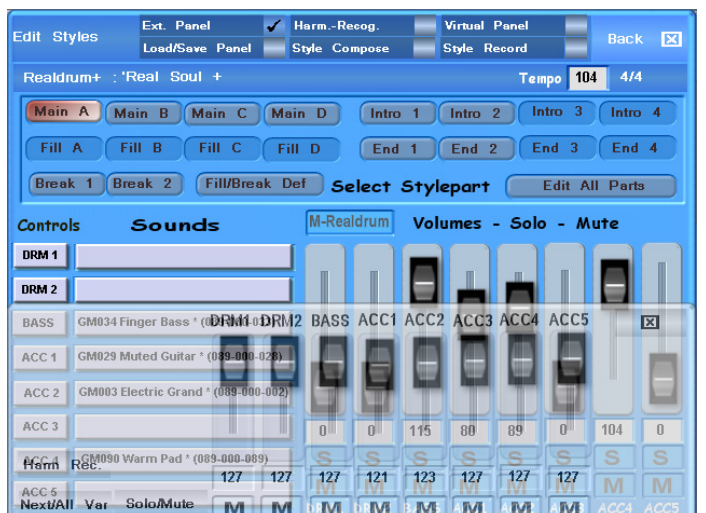 Ext. Panel Harm.-Recog. Virtual Panel
Edit Styles Back
Load/Save Panel Style Compose Style Record
Realdrum+ :'Real Soul + Tempo 104 4/4
Main A Main B Main C Main D Intro 1 Intro 2 Intro 3 Intro 4
Fill A Fill B Fill C Fill D End 1 End 2 End 3 End 4
Break 1 Break 2 Fill/Break Def Select Stylepart Edit All Parts
Controls Sounds M-Realdrum Volumes - Solo - Mute
DRM 1
DRM 2
BASS GM034 Finger Bass * ( DRM1 DRM2 BASS ACC1 ACC2 ACC3 ACC4 ACC5
ACC 1 GM029 Muted Guitar * (089-000-028)
ACC 2 GM003 Electric Grand * (089-000-002)
ACC 3 0 0 115 80 89 0 104 0
ACC 4 GM090 Warm Pad * (089-000-089) S S S S S S S S
Harm Rec.
127 127 127 121 123 127 127 127
ACC 5 M M M M M M M M
Next/All Var Solo/Mute M M M M M M M M ACC4 ACC5